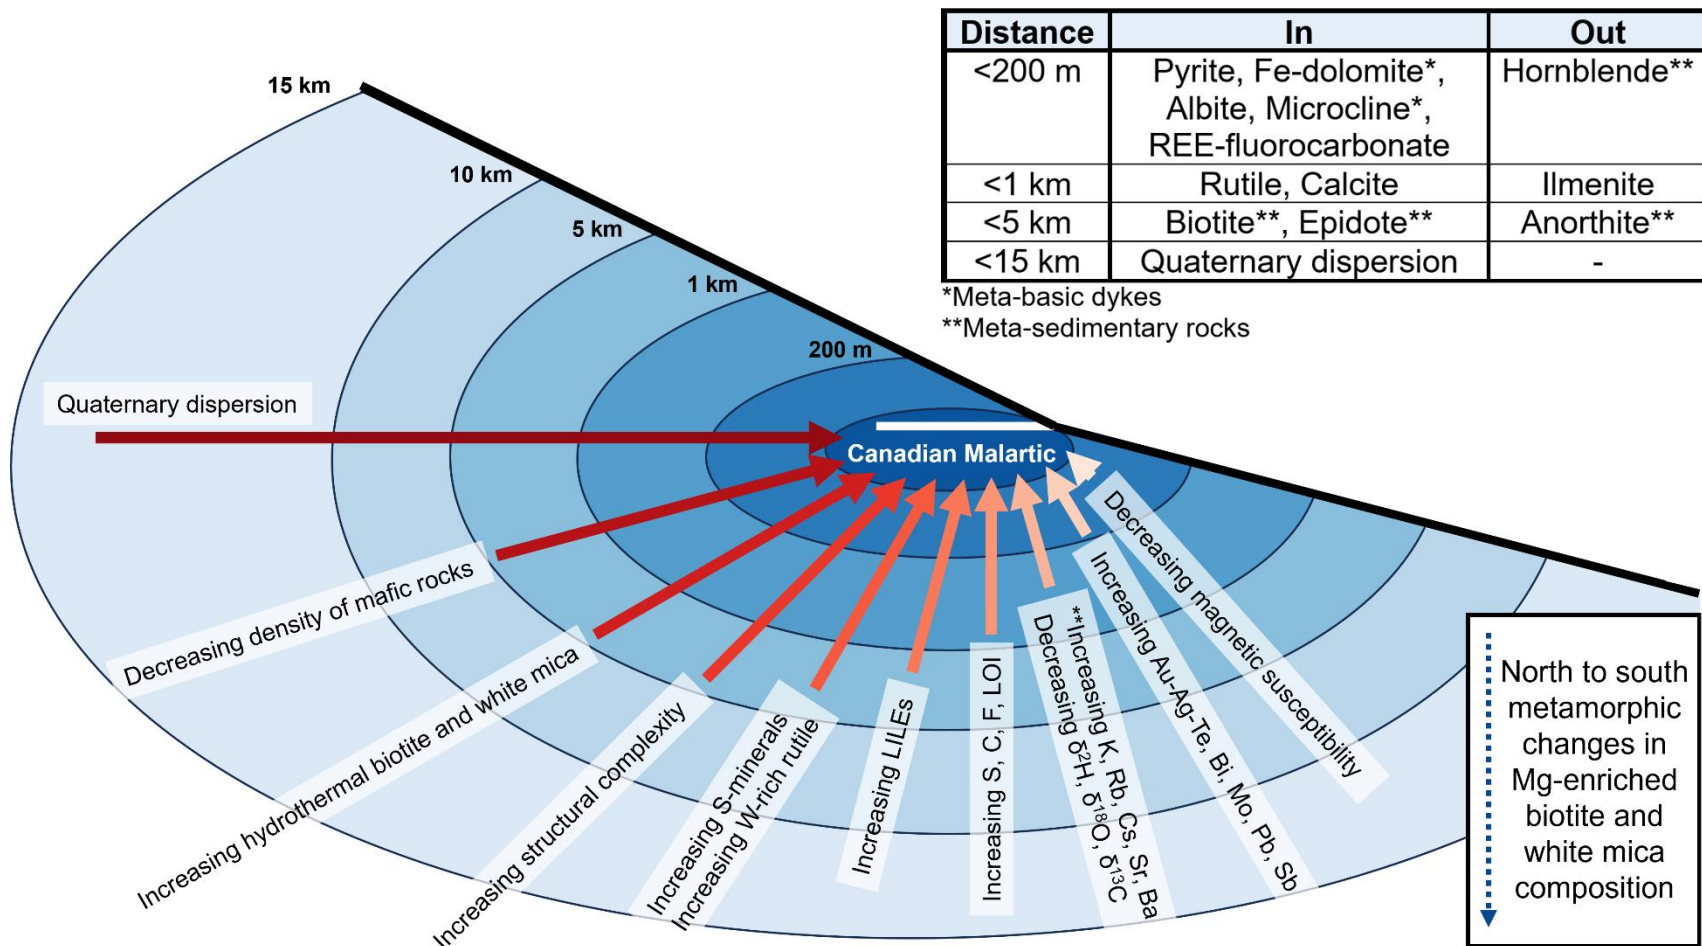 Distance In Out
<200 m Pyrite, Fe-dolomite*, Hornblende**
Albite, Microcline*,
REE-fluorocarbonate
<1 km Rutile, Calcite Ilmenite
<5 km Biotite**, Epidote** Anorthite**
<15 km Quaternary dispersion -
*Meta-basic dykes
**Meta-sedimentary rocks
15 km
10 km
5 km
1 km
200 m
Quaternary dispersion
Canadian Malartic
Decreasing density of mafic rocks
Increasing hydrothermal biotite and white mica
Increasing structural complexity
Increasing S-minerals
Increasing W-rich rutile
Increasing LILEs
Increasing S, C, F, LOI
**Increasing K, Rb, Cs, Sr, Ba
Decreasing δ²H, δ¹⁸O, δ¹³C
Increasing Au-Ag-Te, Bi, Mo, Pb, Sb
Decreasing magnetic susceptibility
North to south
metamorphic
changes in
Mg-enriched
biotite and
white mica
composition